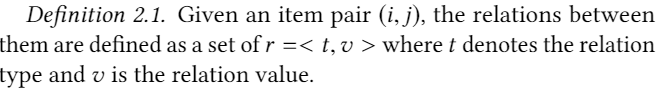 Definition 2.1. Given an item pair (i, j), the relations between
them are defined as a set of r =< t, v > where t denotes the relation
type and v is the relation value.